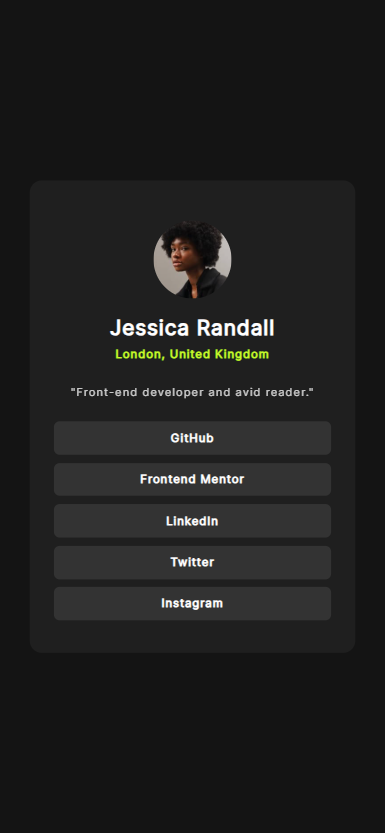 Jessica Randall
London, United Kingdom
"Front-end developer and avid reader."
GitHub
Frontend Mentor
LinkedIn
Twitter
Instagram